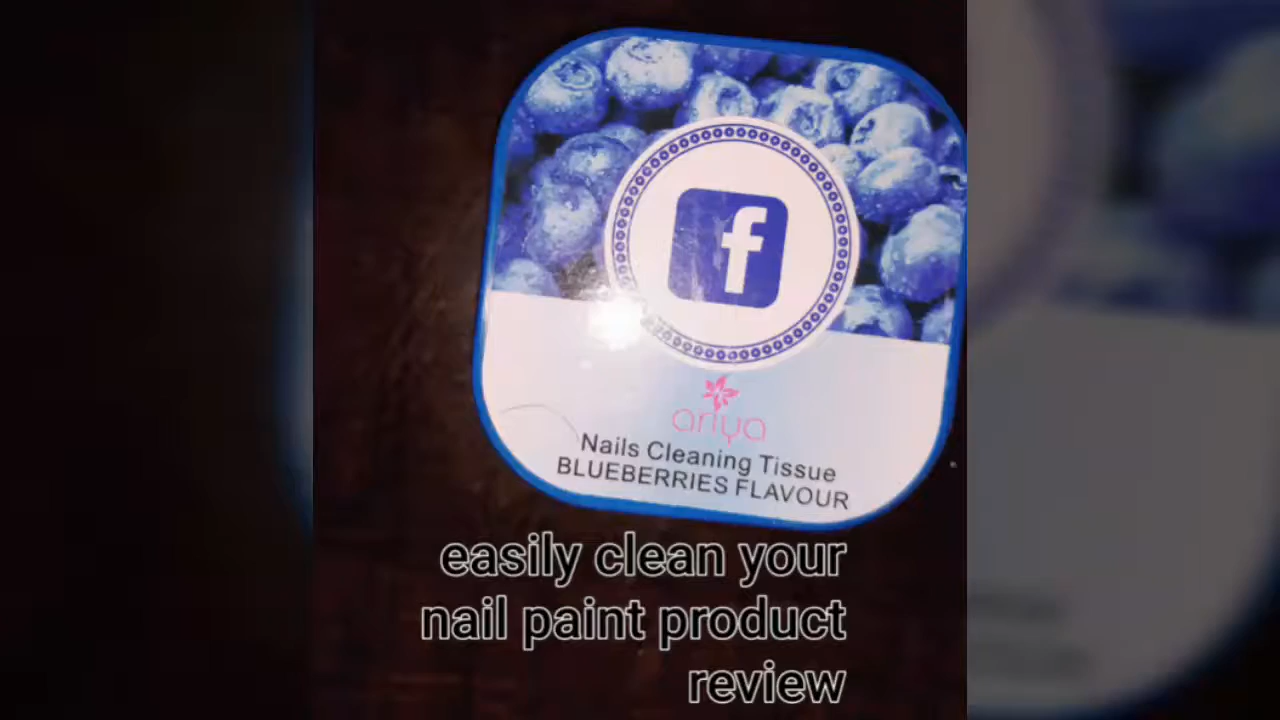 f
ariya
Nails Cleaning Tissue
BLUEBERRIES FLAVOUR
easily clean your
nail paint product
review